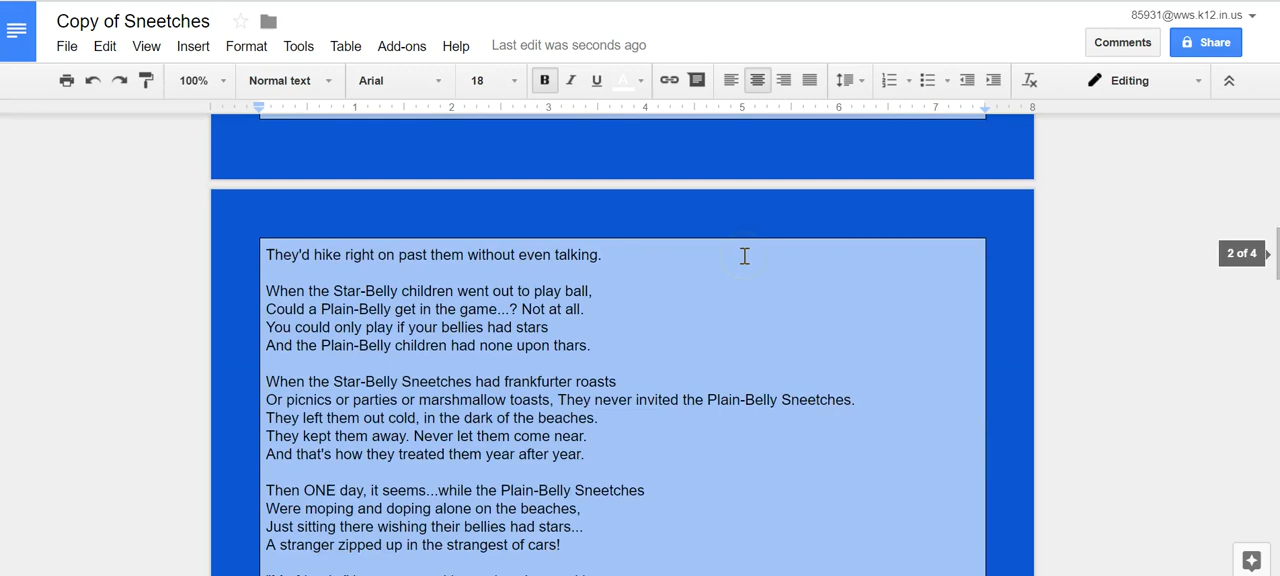 Copy of Sneetches
85931@wws.k12.in.us
File Edit View Insert Format Tools Table Add-ons Help Last edit was seconds ago
Comments Share
100% Normal text Arial 18 B I U A Editing
1 2 3 4 5 6 7 8
They'd hike right on past them without even talking.
2 of 4
When the Star-Belly children went out to play ball,
Could a Plain-Belly get in the game...? Not at all.
You could only play if your bellies had stars
And the Plain-Belly children had none upon thars.
When the Star-Belly Sneetches had frankfurter roasts
Or picnics or parties or marshmallow toasts, They never invited the Plain-Belly Sneetches.
They left them out cold, in the dark of the beaches.
They kept them away. Never let them come near.
And that's how they treated them year after year.
Then ONE day, it seems...while the Plain-Belly Sneetches
Were moping and doping alone on the beaches,
Just sitting there wishing their bellies had stars...
A stranger zipped up in the strangest of cars!